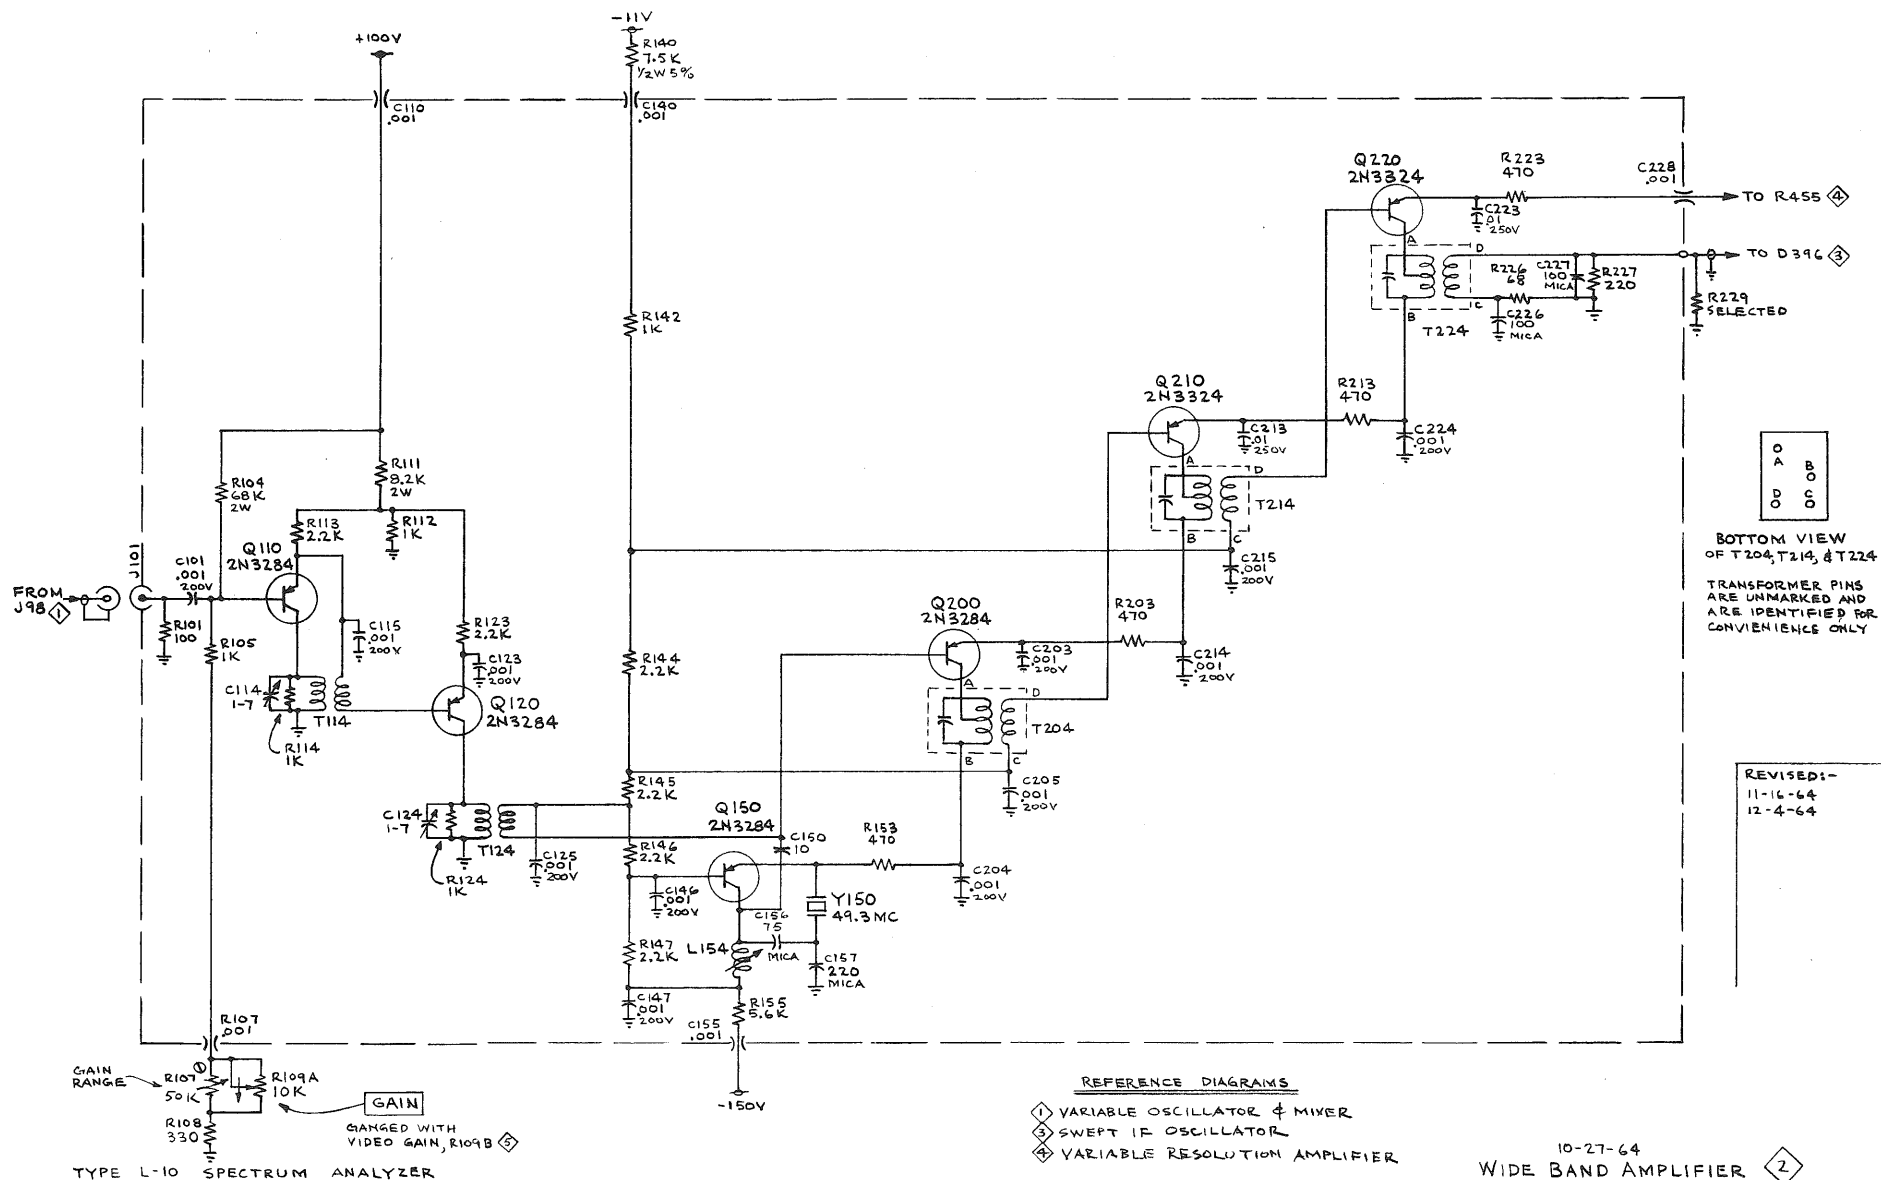 -11V
R140
7.5K
1/2W 5%
+100V
C110
.001
C140
.001
Q220
2N3324
R223
470
C228
.001
TO R455 4
C223
.01
250V
A
D
TO D396 3
R226
68
C227
100
MICA
R227
220
B
C
C226
100
MICA
T224
R229
SELECTED
R142
1K
Q210
2N3324
R213
470
C213
.01
250V
C224
.001
200V
A
D
T214
B
C
C215
.001
200V
A
B
D
C
BOTTOM VIEW
OF T204, T214, & T224
TRANSFORMER PINS
ARE UNMARKED AND
ARE IDENTIFIED FOR
CONVIENIENCE ONLY
R104
68K
2W
R111
8.2K
2W
R113
2.2K
R112
1K
Q110
2N3284
J101
C101
.001
200V
FROM
J98 1
R101
100
R105
1K
C115
.001
200V
R123
2.2K
C123
.001
200V
C114
1-7
T114
R114
1K
Q120
2N3284
R144
2.2K
Q200
2N3284
R203
470
C203
.001
200V
C214
.001
200V
A
D
T204
B
C
C205
.001
200V
R145
2.2K
C124
1-7
T124
R124
1K
C125
.001
200V
R146
2.2K
Q150
2N3284
C150
10
R153
470
C204
.001
200V
C146
.001
200V
C156
75
MICA
Y150
49.3MC
L154
C157
220
MICA
R147
2.2K
C147
.001
200V
R155
5.6K
C155
.001
-150V
REVISED:-
11-16-64
12-4-64
R107
.001
GAIN
RANGE
R107
50K
R109A
10K
GAIN
GANGED WITH
VIDEO GAIN, R109B 5
R108
330
TYPE L-10 SPECTRUM ANALYZER
REFERENCE DIAGRAMS
1 VARIABLE OSCILLATOR & MIXER
3 SWEPT IF OSCILLATOR
4 VARIABLE RESOLUTION AMPLIFIER
10-27-64
WIDE BAND AMPLIFIER 2